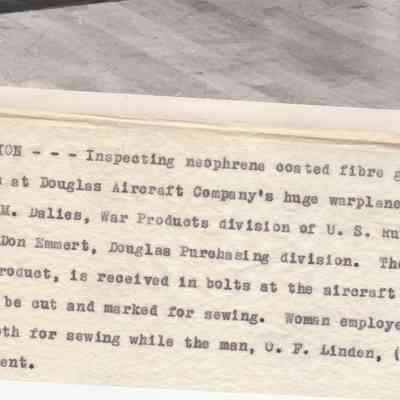 ION - - - Inspecting neophrene coated fibre g
at Douglas Aircraft Company's huge warplane
M. Dalies, War Products division of U. S. Ru
Don Emmert, Douglas Purchasing division. The
roduct, is received in bolts at the aircraft
be cut and marked for sewing. Woman employe
oth for sewing while the man, O. F. Linden, (
ent.